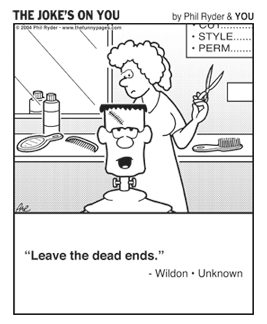 THE JOKE'S ON YOU
by Phil Ryder & YOU
© 2004 Phil Ryder - www.thefunnypages.com
• CUT......
• STYLE.....
• PERM......
"Leave the dead ends."
- Wildon • Unknown